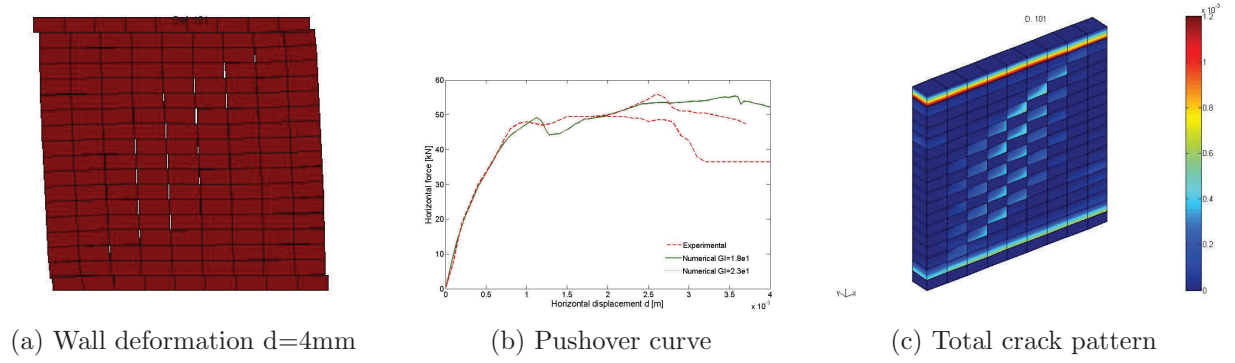 D. 101
60
50
40
30
20
10
0
Horizontal force [kN]
Experimental
Numerical GI=1.8e1
Numerical GI=2.3e1
0 0.5 1 1.5 2 2.5 3 3.5 4
Horizontal displacement d [m]
x 10⁻³
D. 101
x 10⁻³
1.2
1
0.8
0.6
0.4
0.2
0
Y Z X
(a) Wall deformation d=4mm
(b) Pushover curve
(c) Total crack pattern